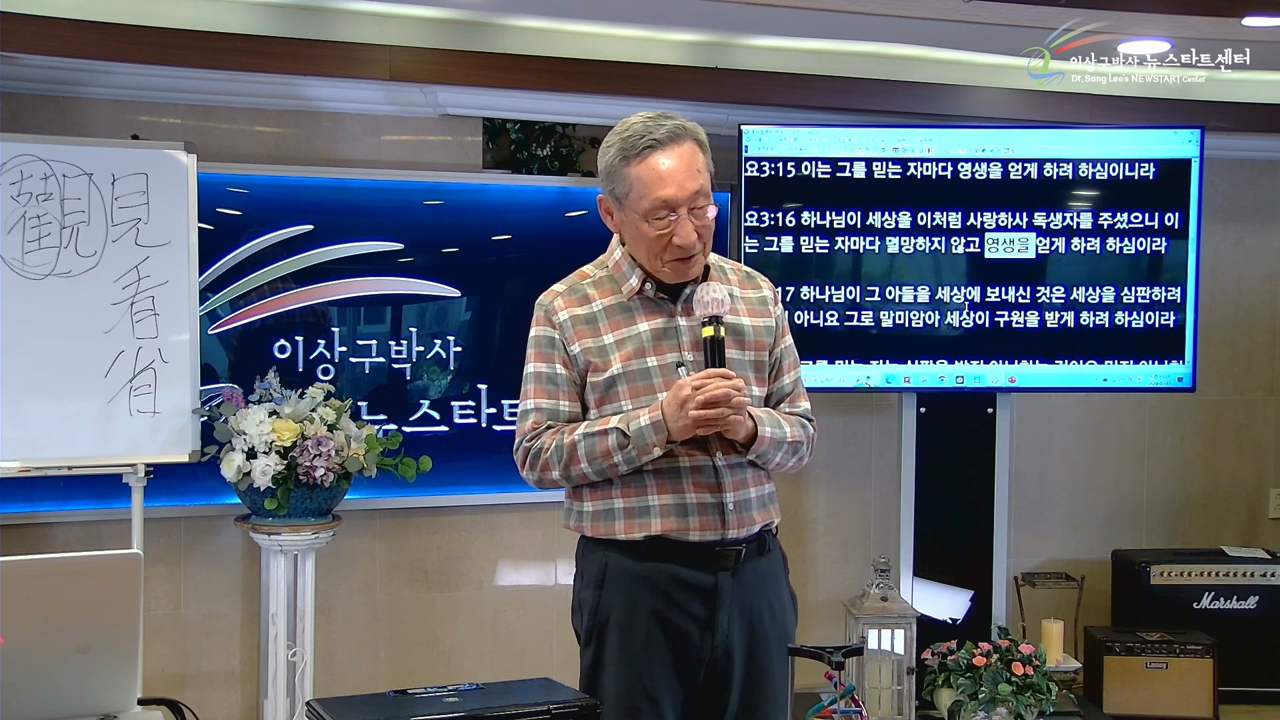 이상구박사 뉴스타트센터
Dr. Sang Lee's NEWSTART Center
觀 見
看
省
이상구박사
뉴스타트
요3:15 이는 그를 믿는 자마다 영생을 얻게 하려 하심이니라
요3:16 하나님이 세상을 이처럼 사랑하사 독생자를 주셨으니 이
는 그를 믿는 자마다 멸망하지 않고 영생을 얻게 하려 하심이라
17 하나님이 그 아들을 세상에 보내신 것은 세상을 심판하려
아니요 그로 말미암아 세상이 구원을 받게 하려 하심이라
Marshall
Laney